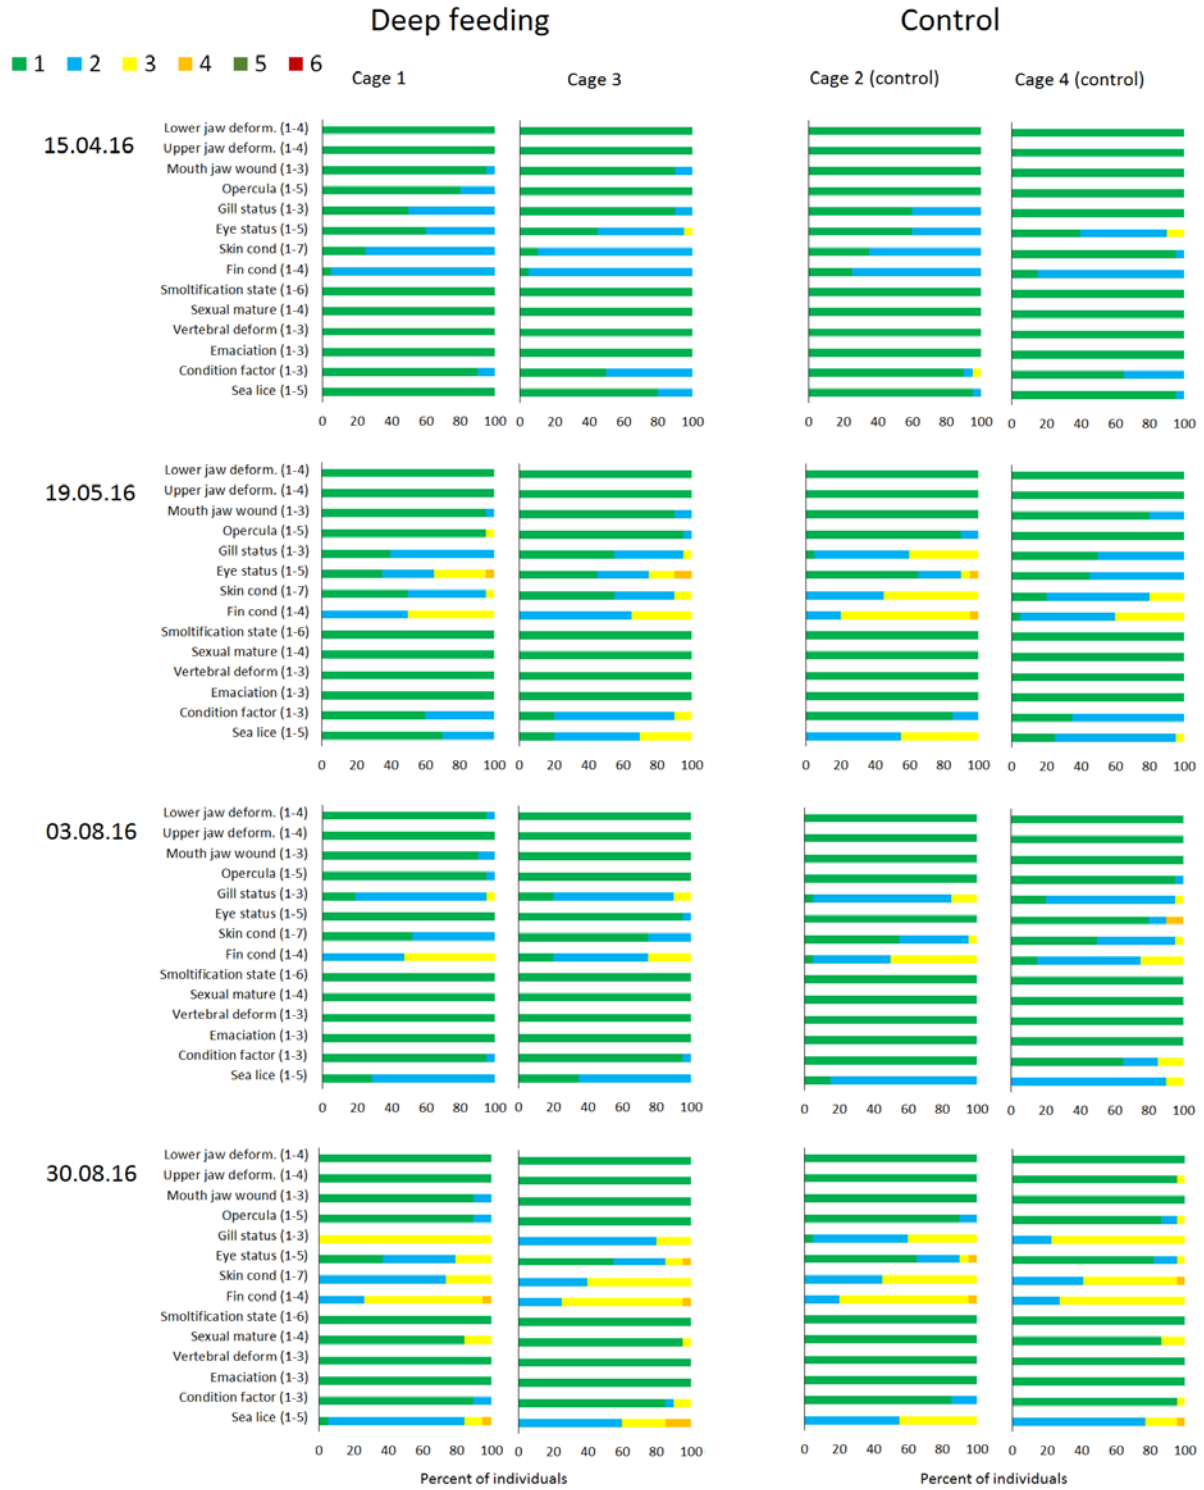 Deep feeding Control
1 2 3 4 5 6
Cage 1 Cage 3 Cage 2 (control) Cage 4 (control)
15.04.16
Lower jaw deform. (1-4)
Upper jaw deform. (1-4)
Mouth jaw wound (1-3)
Opercula (1-5)
Gill status (1-3)
Eye status (1-5)
Skin cond (1-7)
Fin cond (1-4)
Smoltification state (1-6)
Sexual mature (1-4)
Vertebral deform (1-3)
Emaciation (1-3)
Condition factor (1-3)
Sea lice (1-5)
0 20 40 60 80 100 0 20 40 60 80 100 0 20 40 60 80 100 0 20 40 60 80 100
19.05.16
Lower jaw deform. (1-4)
Upper jaw deform. (1-4)
Mouth jaw wound (1-3)
Opercula (1-5)
Gill status (1-3)
Eye status (1-5)
Skin cond (1-7)
Fin cond (1-4)
Smoltification state (1-6)
Sexual mature (1-4)
Vertebral deform (1-3)
Emaciation (1-3)
Condition factor (1-3)
Sea lice (1-5)
0 20 40 60 80 100 0 20 40 60 80 100 0 20 40 60 80 100 0 20 40 60 80 100
03.08.16
Lower jaw deform. (1-4)
Upper jaw deform. (1-4)
Mouth jaw wound (1-3)
Opercula (1-5)
Gill status (1-3)
Eye status (1-5)
Skin cond (1-7)
Fin cond (1-4)
Smoltification state (1-6)
Sexual mature (1-4)
Vertebral deform (1-3)
Emaciation (1-3)
Condition factor (1-3)
Sea lice (1-5)
0 20 40 60 80 100 0 20 40 60 80 100 0 20 40 60 80 100 0 20 40 60 80 100
30.08.16
Lower jaw deform. (1-4)
Upper jaw deform. (1-4)
Mouth jaw wound (1-3)
Opercula (1-5)
Gill status (1-3)
Eye status (1-5)
Skin cond (1-7)
Fin cond (1-4)
Smoltification state (1-6)
Sexual mature (1-4)
Vertebral deform (1-3)
Emaciation (1-3)
Condition factor (1-3)
Sea lice (1-5)
0 20 40 60 80 100 0 20 40 60 80 100 0 20 40 60 80 100 0 20 40 60 80 100
Percent of individuals Percent of individuals